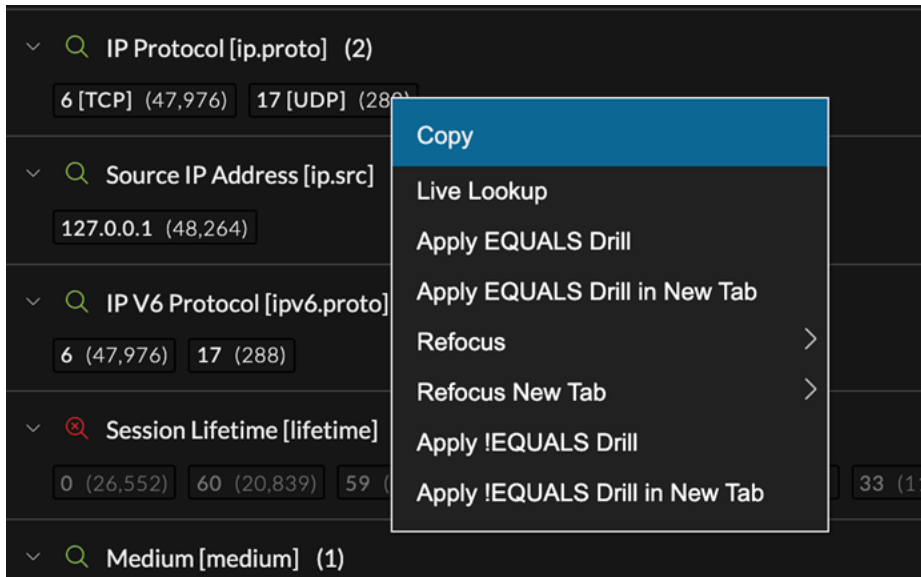 IP Protocol [ip.proto] (2)
6 [TCP] (47,976) 17 [UDP] (28
Source IP Address [ip.src]
127.0.0.1 (48,264)
IP V6 Protocol [ipv6.proto]
6 (47,976) 17 (288)
Session Lifetime [lifetime]
0 (26,552) 60 (20,839) 59 ( 33 (1
Medium [medium] (1)
Copy
Live Lookup
Apply EQUALS Drill
Apply EQUALS Drill in New Tab
Refocus
Refocus New Tab
Apply !EQUALS Drill
Apply !EQUALS Drill in New Tab